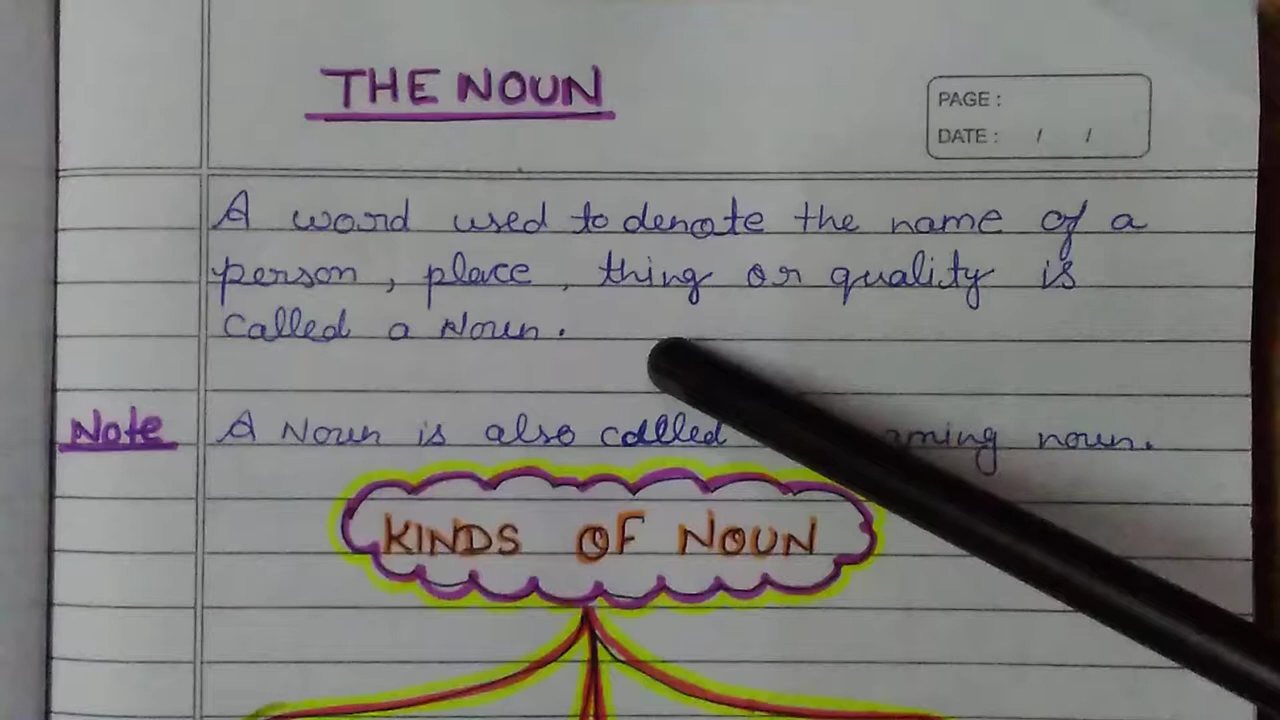 THE NOUN
PAGE :
DATE : / /
A word used to denote the name of a
person, place, thing or quality is
called a Noun.
Note A Noun is also called noun.
KINDS OF NOUN